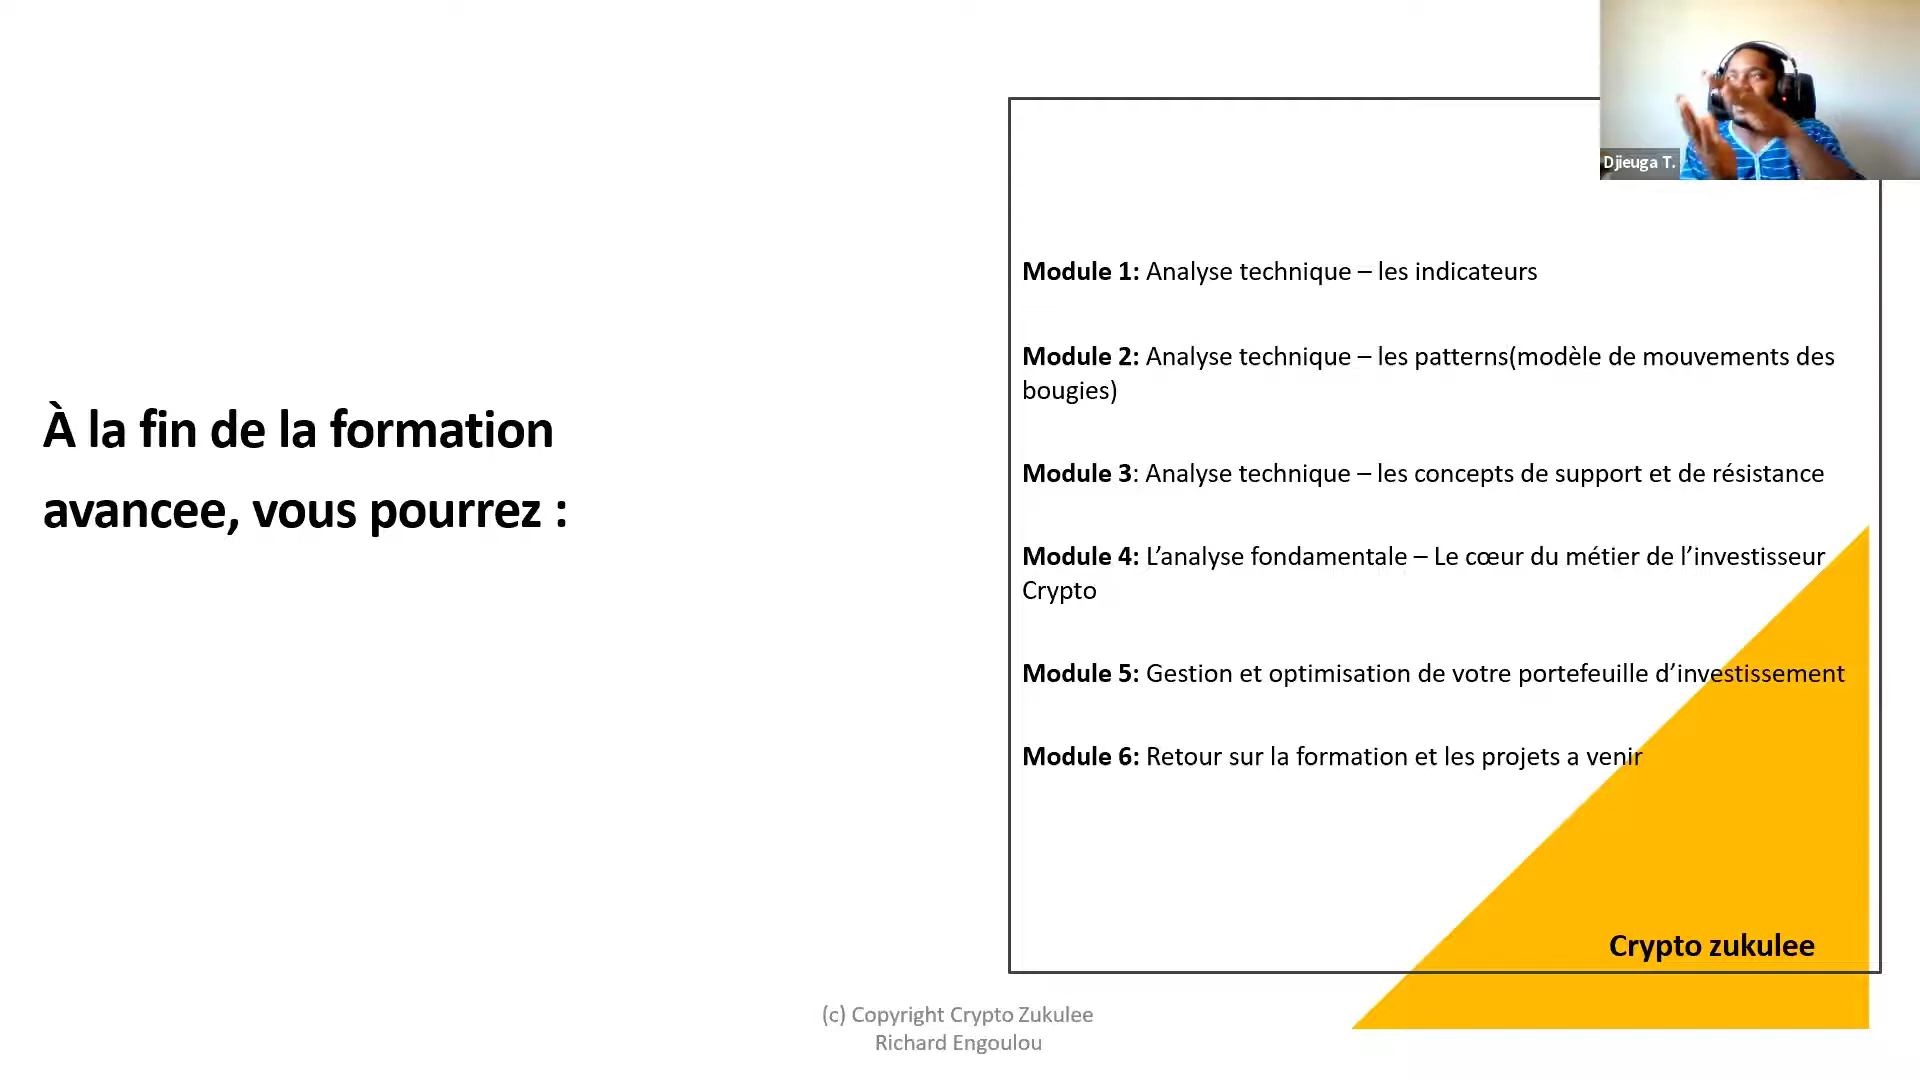 Djieuga T.
À la fin de la formation
avancee, vous pourrez :
Module 1: Analyse technique – les indicateurs
Module 2: Analyse technique – les patterns(modèle de mouvements des
bougies)
Module 3: Analyse technique – les concepts de support et de résistance
Module 4: L’analyse fondamentale – Le cœur du métier de l’investisseur
Crypto
Module 5: Gestion et optimisation de votre portefeuille d’investissement
Module 6: Retour sur la formation et les projets a venir
Crypto zukulee
(c) Copyright Crypto Zukulee
Richard Engoulou